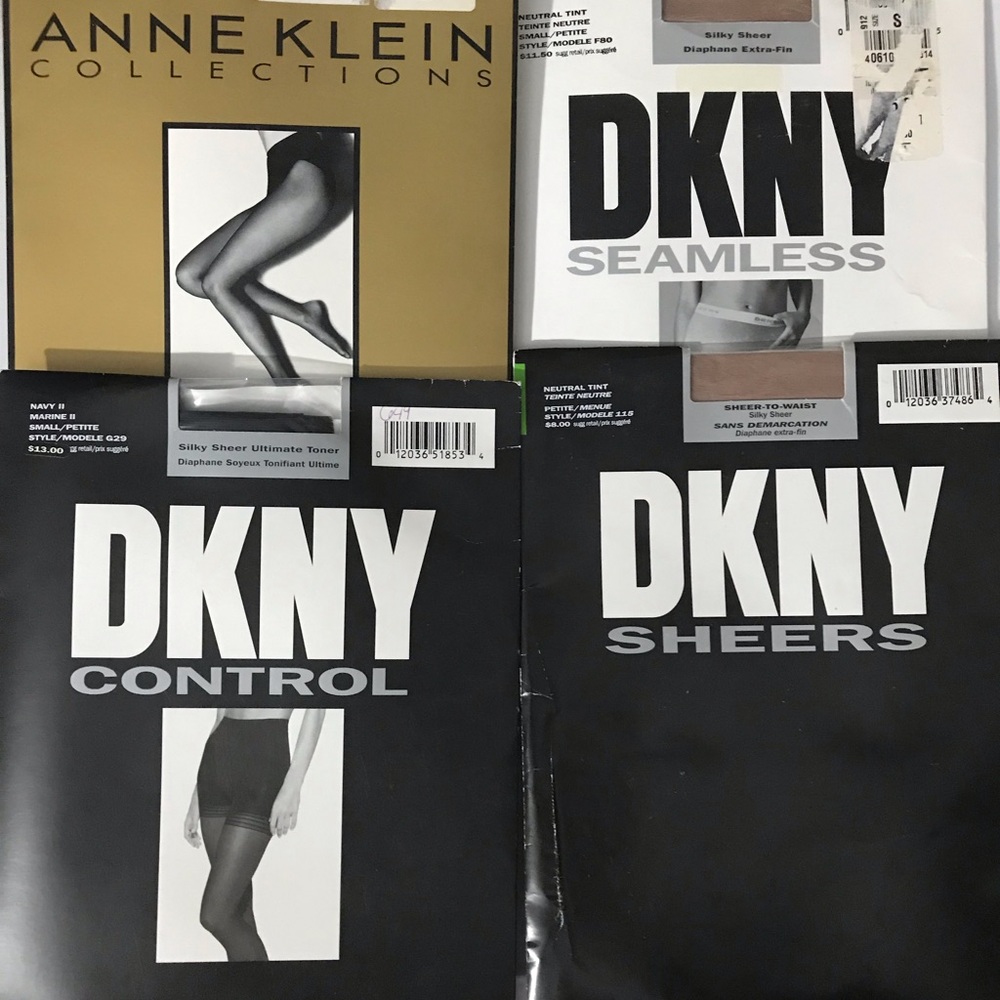 ANNE KLEIN
COLLECTIONS
NEUTRAL TINT
TEINTE NEUTRE
SMALL/PETITE
STYLE/MODELE F80
$11.50 sugg retail/prix suggéré
Silky Sheer
Diaphane Extra-Fin
912
SIZE
S
40610
DKNY
SEAMLESS
NAVY II
MARINE II
SMALL/PETITE
STYLE/MODELE G29
$13.00 retail/prix suggéré
Silky Sheer Ultimate Toner
Diaphane Soyeux Tonifiant Ultime
0 12036 51853 4
DKNY
CONTROL
NEUTRAL TINT
TEINTE NEUTRE
PETITE/MENUE
STYLE/MODELE 115
$8.00 sugg retail/prix suggéré
SHEER-TO-WAIST
Silky Sheer
SANS DEMARCATION
Diaphane extra-fin
0 12036 37486 4
DKNY
SHEERS